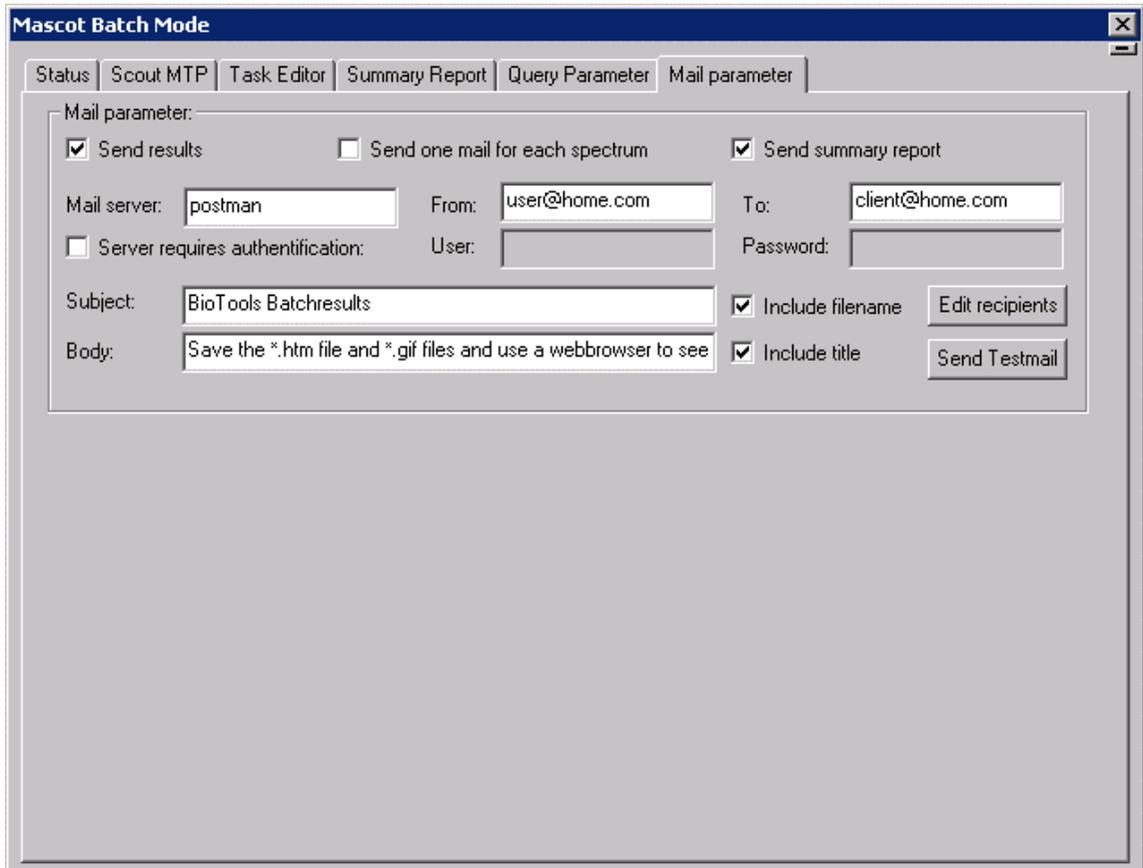 Mascot Batch Mode
Status Scout MTP Task Editor Summary Report Query Parameter Mail parameter
Mail parameter:
Send results Send one mail for each spectrum Send summary report
Mail server: postman From: user@home.com To: client@home.com
Server requires authentification: User: Password:
Subject: BioTools Batchresults Include filename Edit recipients
Body: Save the *.htm file and *.gif files and use a webbrowser to see Include title Send Testmail